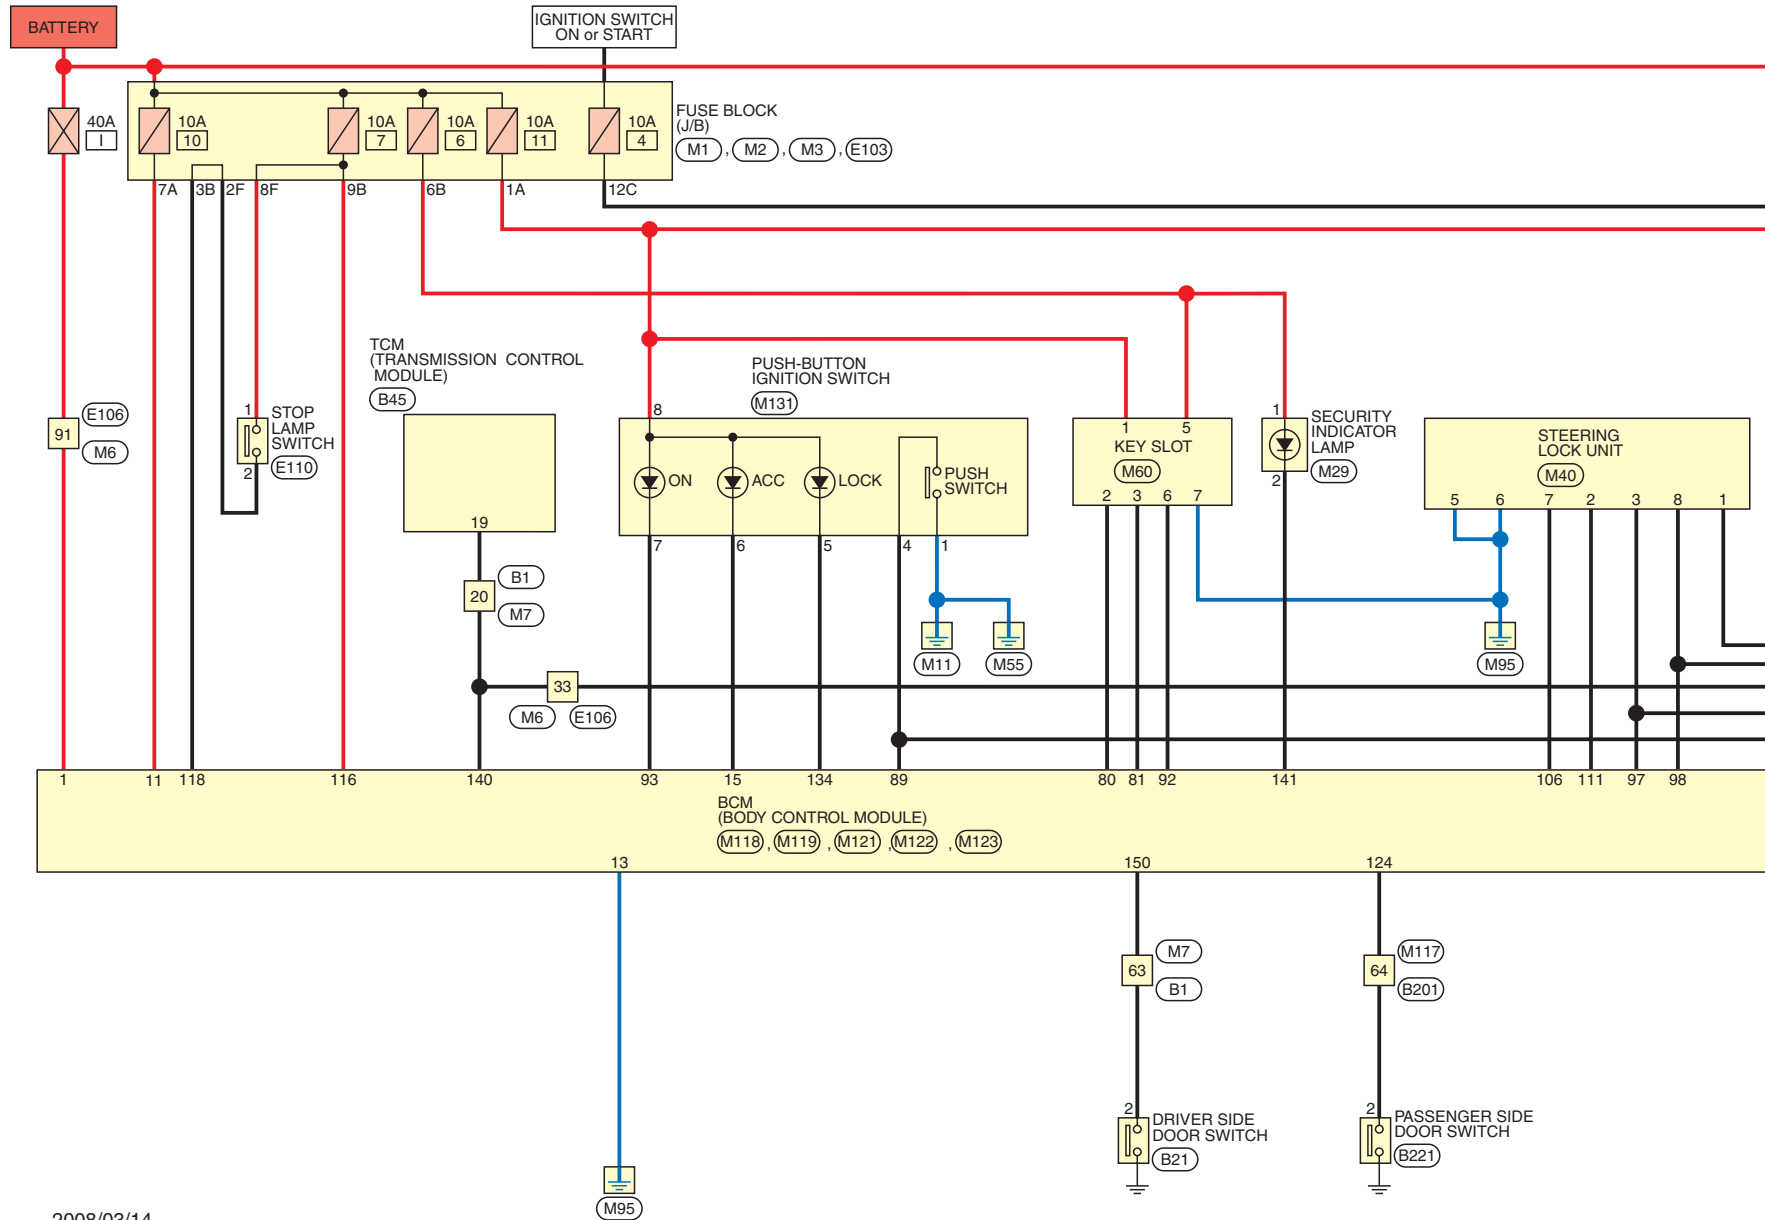 BATTERY
IGNITION SWITCH
ON or START
40A
I
10A
10
10A
7
10A
6
10A
11
10A
4
FUSE BLOCK
(J/B)
M1 , M2 , M3 , E103
7A 3B 2F 8F 9B 6B 1A 12C
TCM
(TRANSMISSION CONTROL
MODULE)
B45
PUSH-BUTTON
IGNITION SWITCH
M131
E106
91
M6
1
STOP
LAMP
SWITCH
2
E110
19
B1
20
M7
33
M6 E106
8
ON
ACC
LOCK
PUSH
SWITCH
7 6 5 4 1
M11
M55
1 5
KEY SLOT
M60
2 3 6 7
1
SECURITY
INDICATOR
LAMP
M29
2
STEERING
LOCK UNIT
M40
5 6 7 2 3 8 1
M95
1 11 118 116 140 93 15 134 89 80 81 92 141 106 111 97 98
BCM
(BODY CONTROL MODULE)
M118 , M119 , M121 , M122 , M123
13 150 124
M7
63
B1
M117
64
B201
2
DRIVER SIDE
DOOR SWITCH
B21
2
PASSENGER SIDE
DOOR SWITCH
B221
M95
2008/03/14